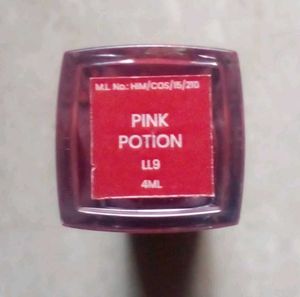 M.L. No.: HIM/COS/15/210
PINK
POTION
LL9
4ML